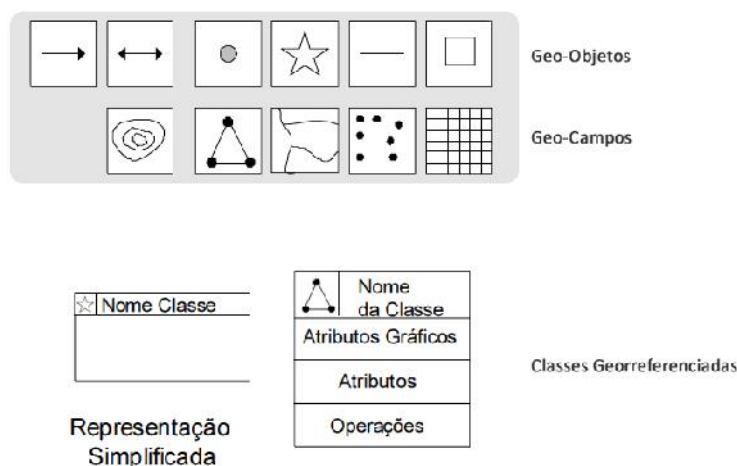 Geo-Objetos
Geo-Campos
Nome Classe
Representação
Simplificada
Nome
da Classe
Atributos Gráficos
Atributos
Operações
Classes Georreferenciadas